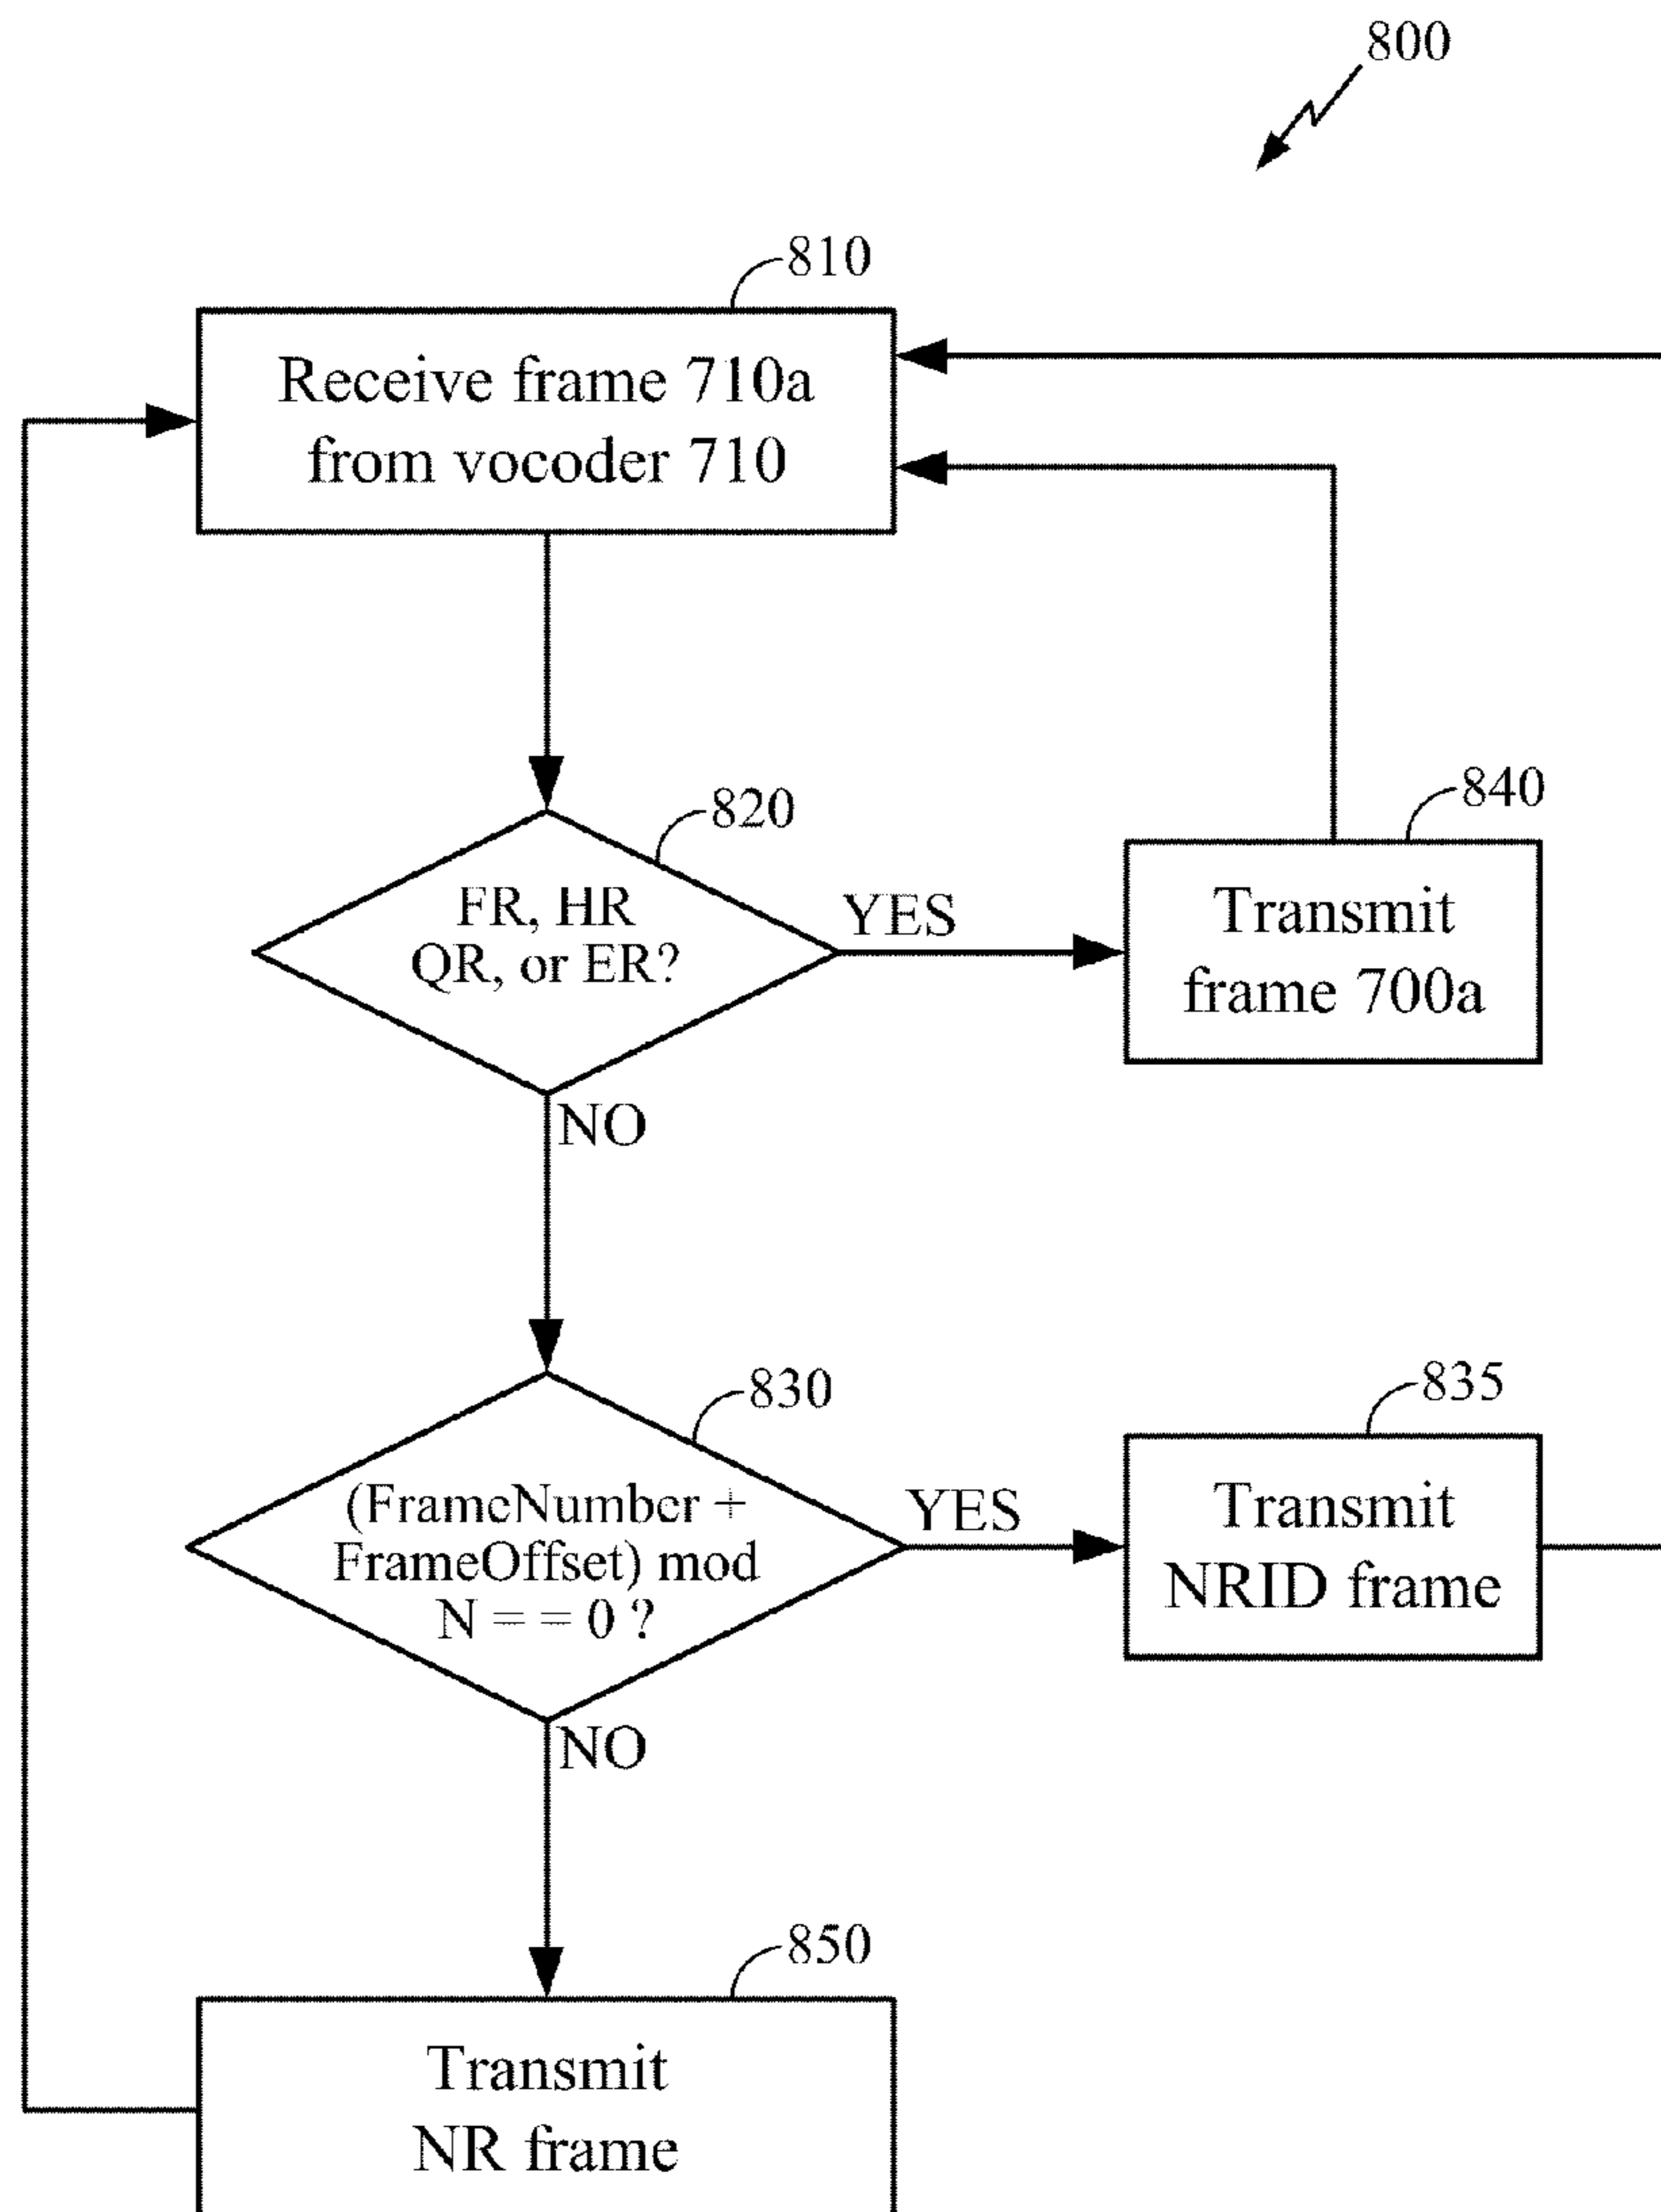 800
810
Receive frame 710a
from vocoder 710
820
FR, HR
QR, or ER?
YES
840
Transmit
frame 700a
NO
830
(FrameNumber +
FrameOffset) mod
N = = 0 ?
YES
835
Transmit
NRID frame
NO
850
Transmit
NR frame